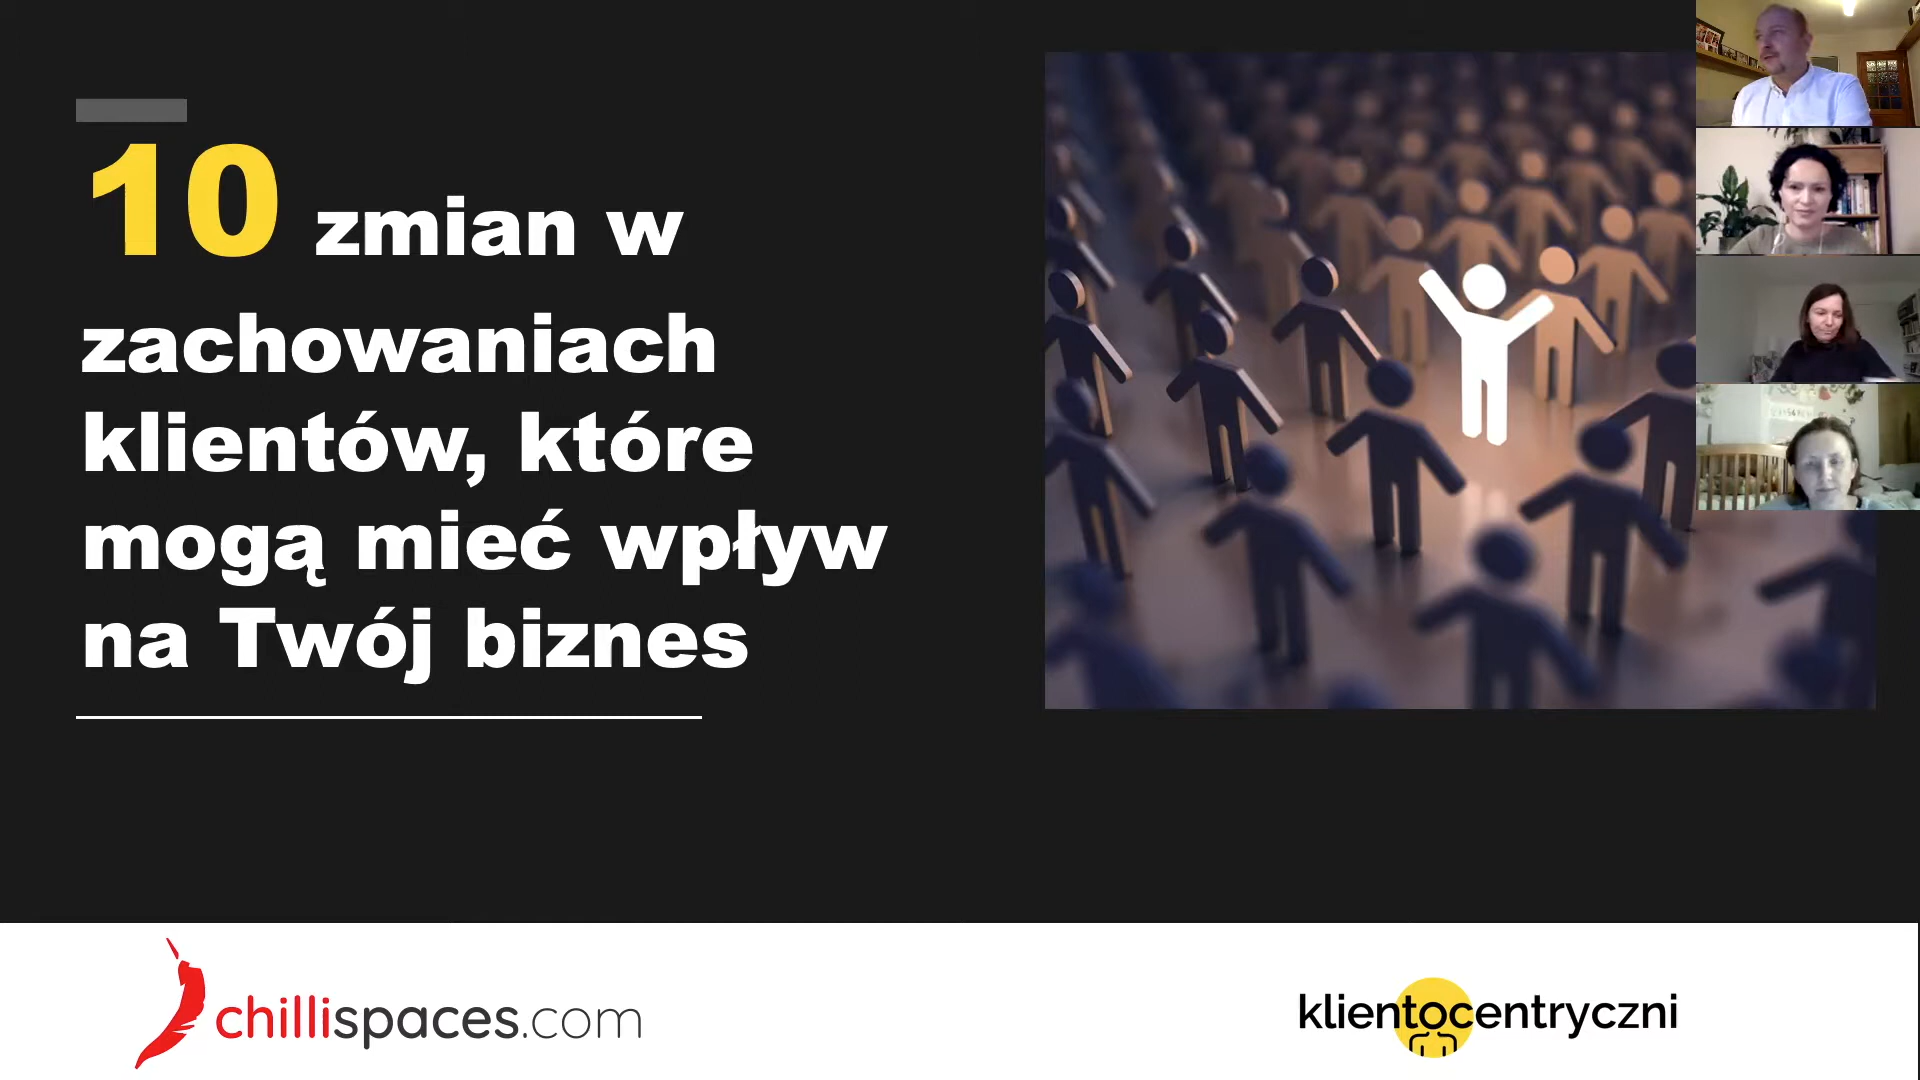 10 zmian w
zachowaniach
klientów, które
mogą mieć wpływ
na Twój biznes
chillispaces.com
klientocentryczni